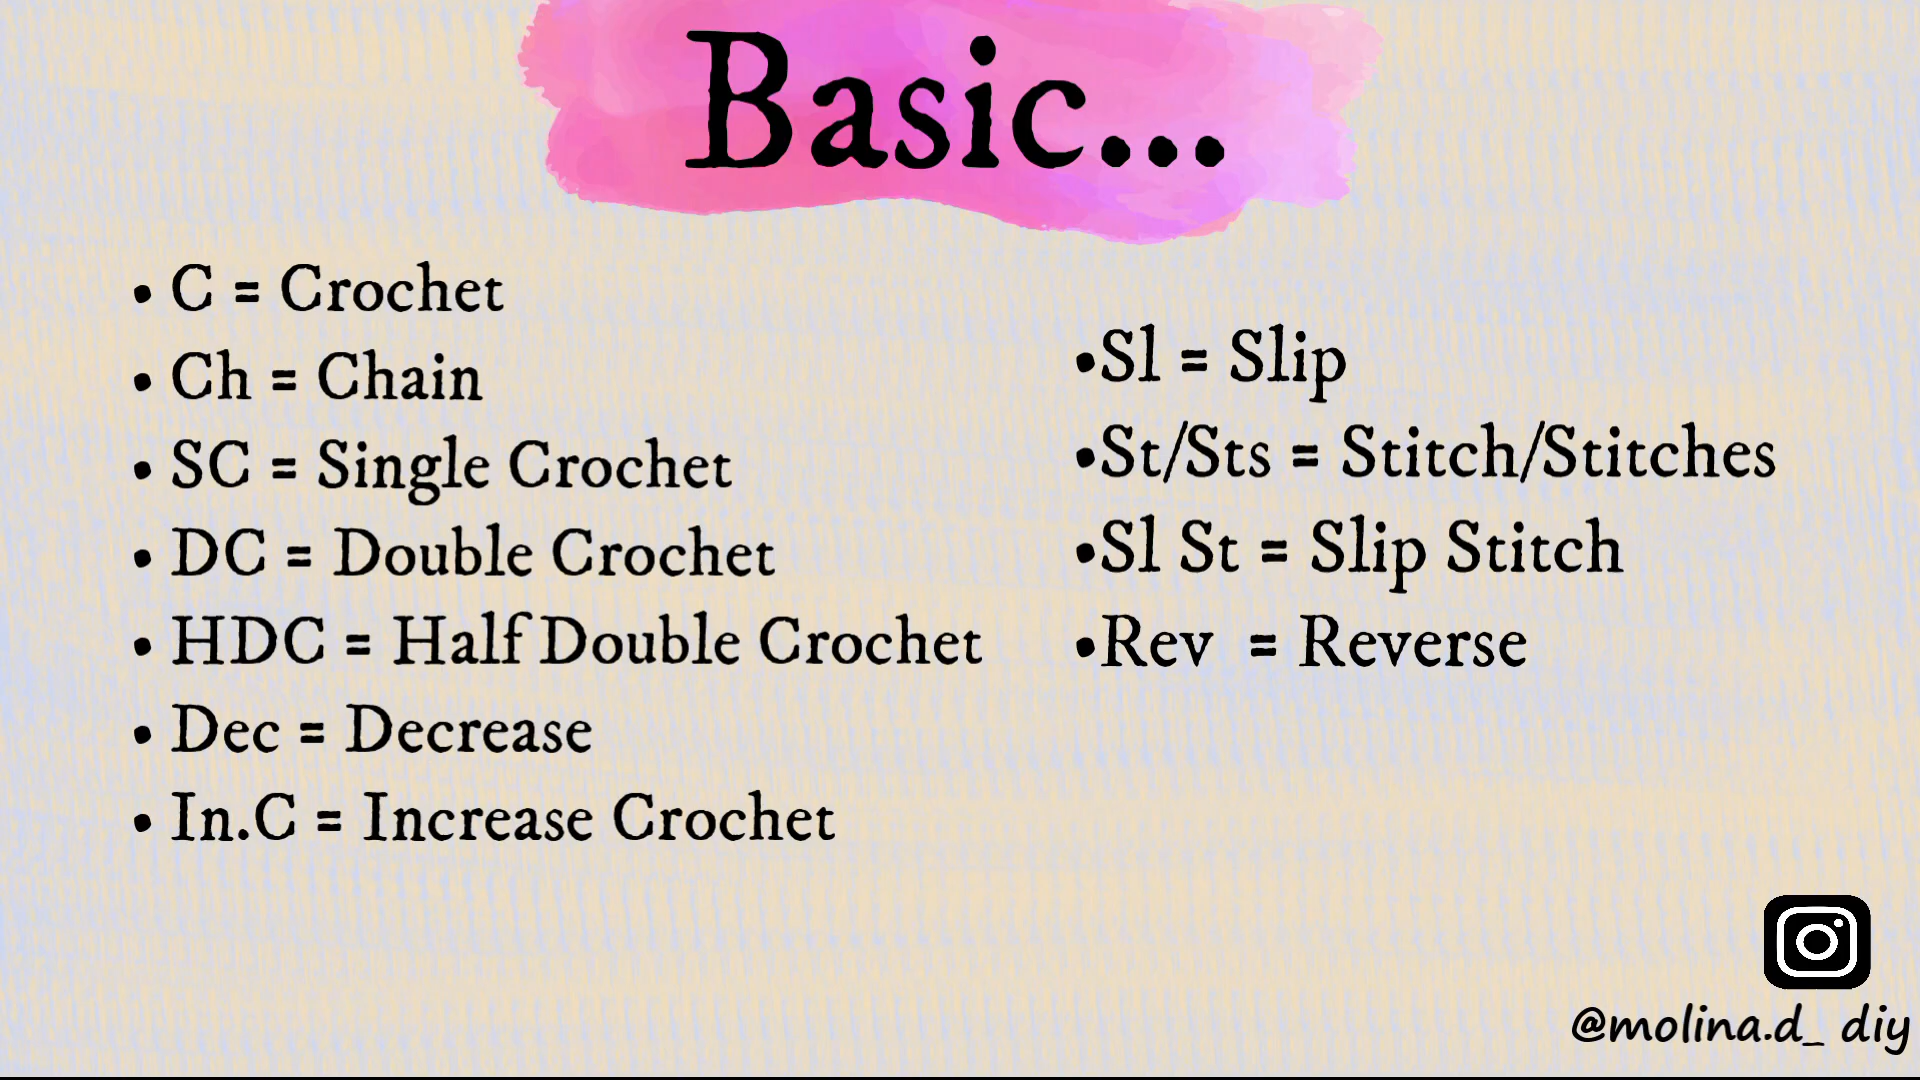 Basic...
• C = Crochet
• Ch = Chain
• SC = Single Crochet
• DC = Double Crochet
• HDC = Half Double Crochet
• Dec = Decrease
• In.C = Increase Crochet
•Sl = Slip
•St/Sts = Stitch/Stitches
•Sl St = Slip Stitch
•Rev = Reverse
@molina.d_ diy